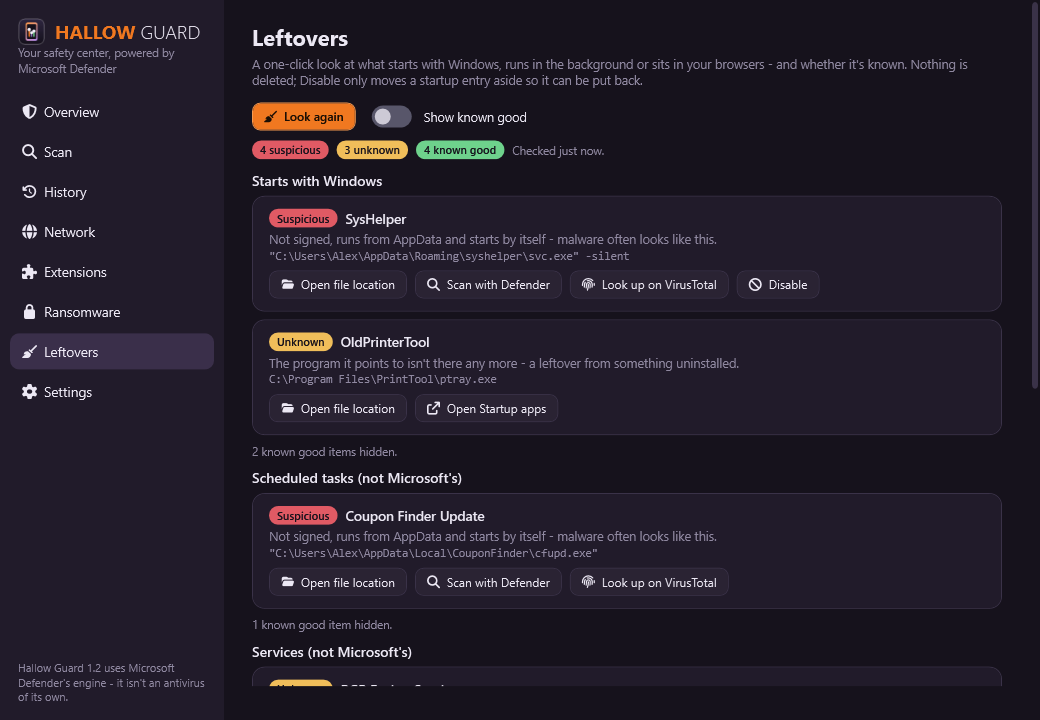 HALLOW GUARD
Your safety center, powered by
Microsoft Defender
Overview
Scan
History
Network
Extensions
Ransomware
Leftovers
Settings
Hallow Guard 1.2 uses Microsoft
Defender's engine - it isn't an antivirus
of its own.
Leftovers
A one-click look at what starts with Windows, runs in the background or sits in your browsers - and whether it's known. Nothing is
deleted; Disable only moves a startup entry aside so it can be put back.
Look again Show known good
4 suspicious 3 unknown 4 known good Checked just now.
Starts with Windows
Suspicious SysHelper
Not signed, runs from AppData and starts by itself - malware often looks like this.
"C:\Users\Alex\AppData\Roaming\syshelper\svc.exe" -silent
Open file location Scan with Defender Look up on VirusTotal Disable
Unknown OldPrinterTool
The program it points to isn't there any more - a leftover from something uninstalled.
C:\Program Files\PrintTool\ptray.exe
Open file location Open Startup apps
2 known good items hidden.
Scheduled tasks (not Microsoft's)
Suspicious Coupon Finder Update
Not signed, runs from AppData and starts by itself - malware often looks like this.
"C:\Users\Alex\AppData\Local\CouponFinder\cfupd.exe"
Open file location Scan with Defender Look up on VirusTotal
1 known good item hidden.
Services (not Microsoft's)